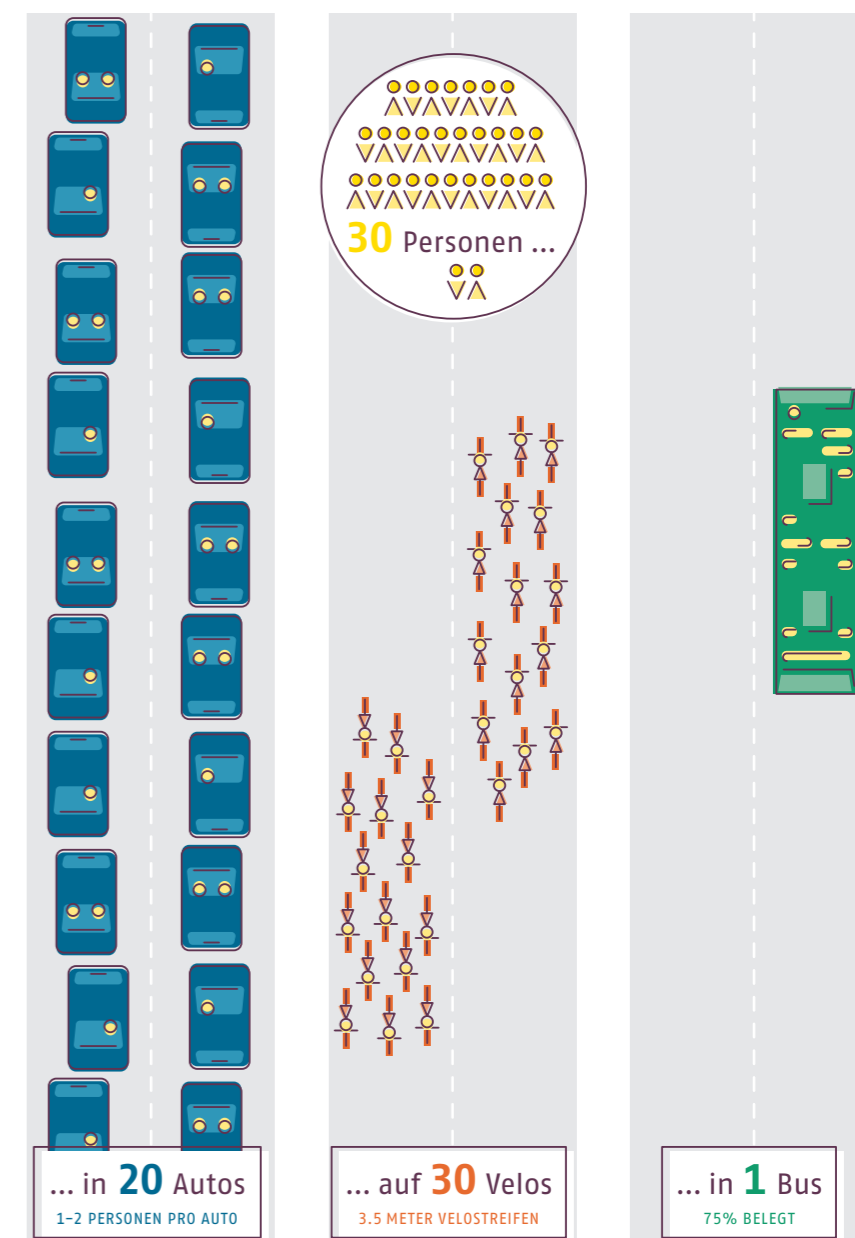 30 Personen ...
... in 20 Autos
1–2 PERSONEN PRO AUTO
... auf 30 Velos
3.5 METER VELOSTREIFEN
... in 1 Bus
75% BELEGT